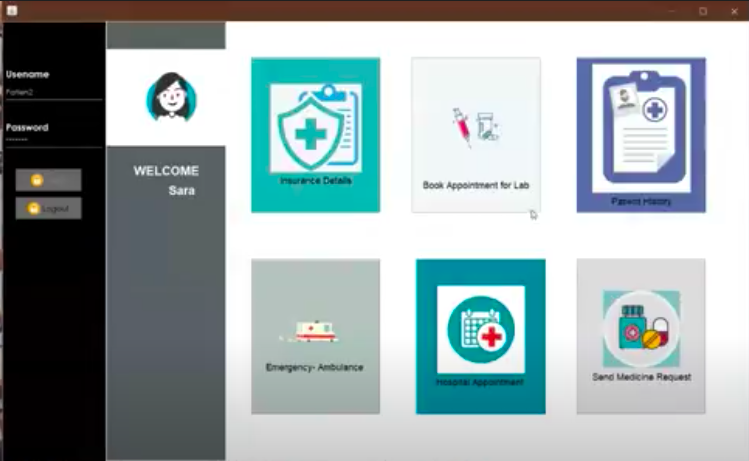 Usename
Patien2
Password
WELCOME
Sara
Logout
Insurance Details
Book Appointment for Lab
Patient History
Emergency- Ambulance
Hospital Appointment
Send Medicine Request